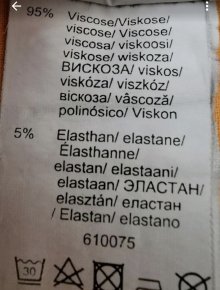 95% Viscose/Viskose/
viscose/ Viscose/
viscosa/ viskoosi/
viskose/ wiskoza/
ВИСКОЗА/ viskos/
viskóza/ viszkóz/
віскоза/ vâscoză/
polinósico/ Viskon
5% Elasthan/ elastane/
Élasthanne/
elastan/ elastaani/
elastaan/ ЭЛАСТАН/
elasztán/ еластан
/ Elastan/ elastano
610075
30